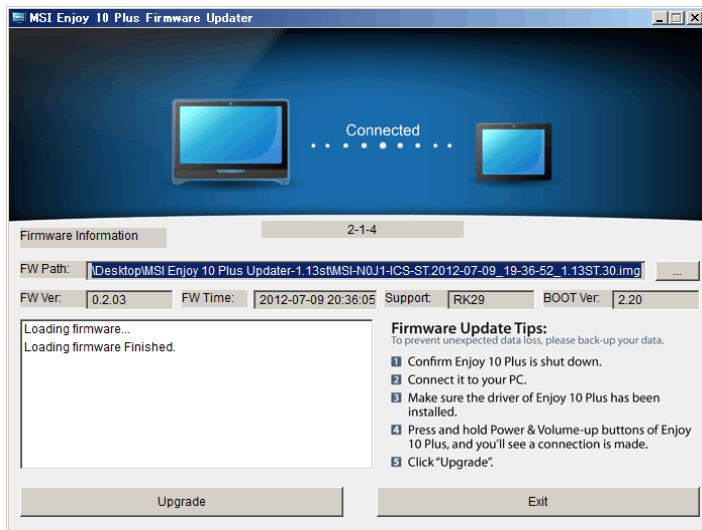 MSI Enjoy 10 Plus Firmware Updater
Connected
2-1-4
Firmware Information
FW Path:
\Desktop\MSI Enjoy 10 Plus Updater-1.13st\MSI-N0J1-ICS-ST.2012-07-09_19-36-52_1.13ST.30.img
...
FW Ver: 0.2.03 FW Time: 2012-07-09 20:36:05 Support: RK29 BOOT Ver: 2.20
Loading firmware...
Loading firmware Finished.
Firmware Update Tips:
To prevent unexpected data loss, please back-up your data.
1 Confirm Enjoy 10 Plus is shut down.
2 Connect it to your PC.
3 Make sure the driver of Enjoy 10 Plus has been
installed.
4 Press and hold Power & Volume-up buttons of Enjoy
10 Plus, and you'll see a connection is made.
5 Click "Upgrade".
Upgrade
Exit